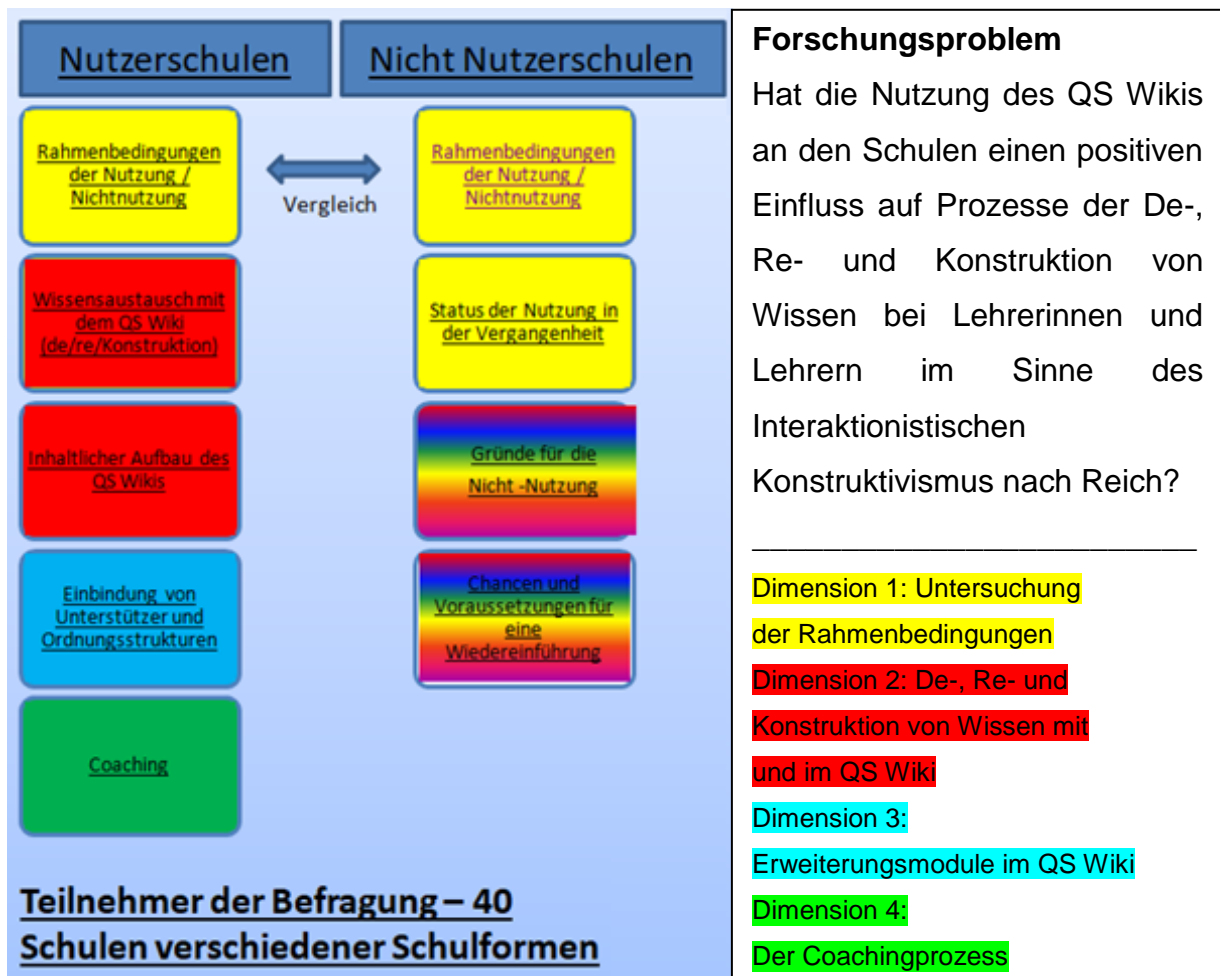 Nutzerschulen
Rahmenbedingungen
der Nutzung /
Nichtnutzung
Wissensaustausch mit
dem QS Wiki
(de/re/Konstruktion)
Inhaltlicher Aufbau des
QS Wikis
Einbindung von
Unterstützer und
Ordnungsstrukturen
Coaching
Vergleich
Nicht Nutzerschulen
Rahmenbedingungen
der Nutzung /
Nichtnutzung
Status der Nutzung in
der Vergangenheit
Gründe für die
Nicht -Nutzung
Chancen und
Voraussetzungen für
eine
Wiedereinführung
Teilnehmer der Befragung – 40
Schulen verschiedener Schulformen
Forschungsproblem
Hat die Nutzung des QS Wikis
an den Schulen einen positiven
Einfluss auf Prozesse der De-,
Re- und Konstruktion von
Wissen bei Lehrerinnen und
Lehrern im Sinne des
Interaktionistischen
Konstruktivismus nach Reich?
Dimension 1: Untersuchung
der Rahmenbedingungen
Dimension 2: De-, Re- und
Konstruktion von Wissen mit
und im QS Wiki
Dimension 3:
Erweiterungsmodule im QS Wiki
Dimension 4:
Der Coachingprozess